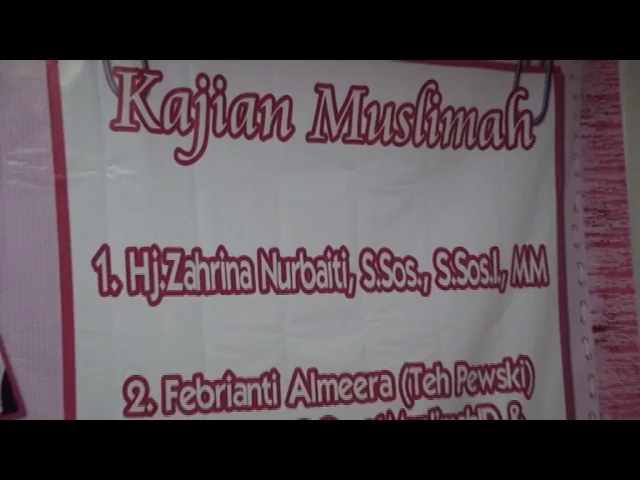 Kajian Muslimah
1. Hj.Zahrina Nurbaiti, S.Sos., S.Sos.I., MM
2. Febrianti Almeera (Teh Pewski)